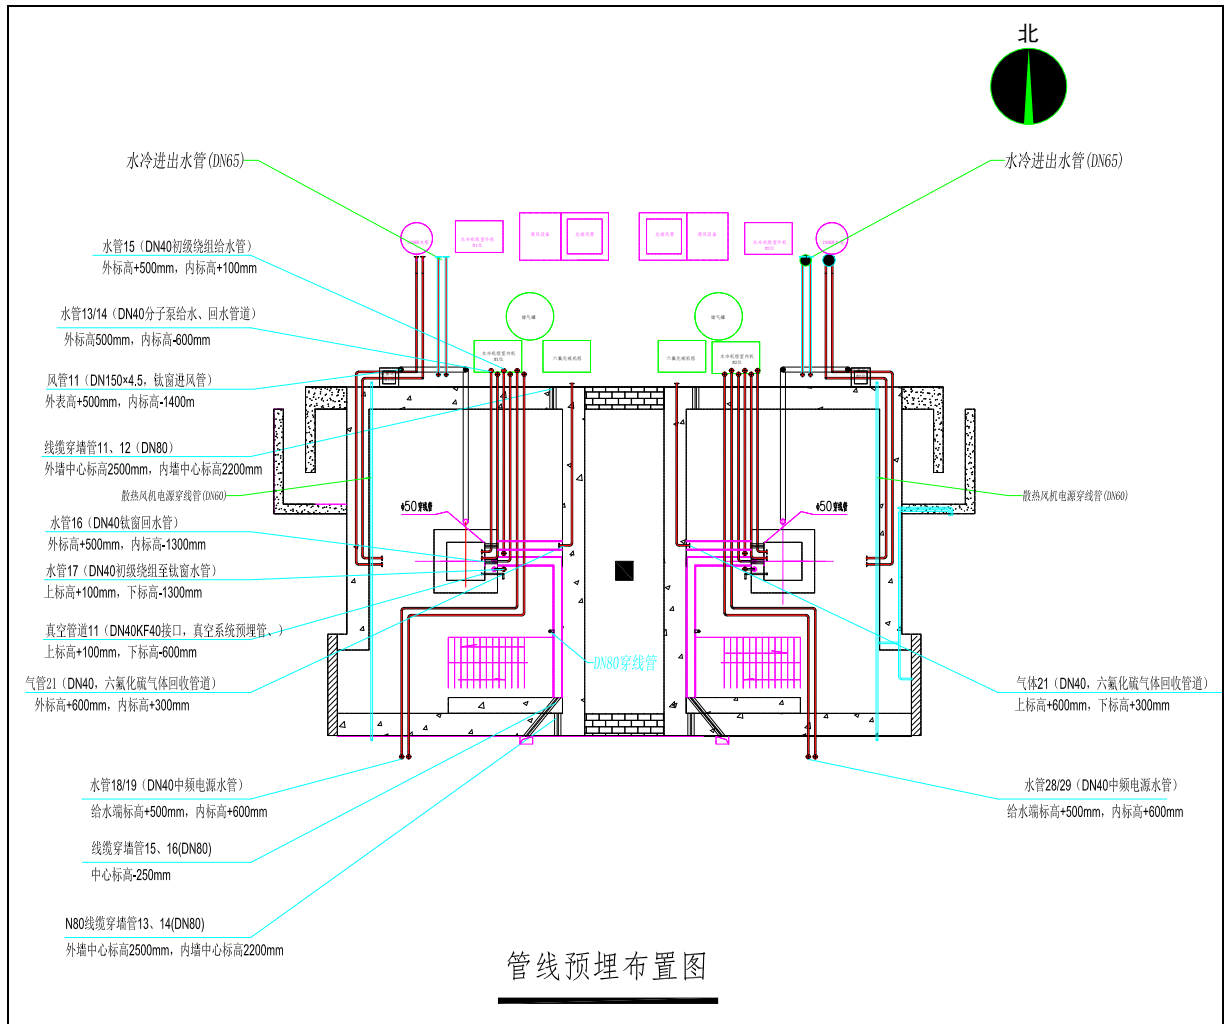 北
水冷进出水管(DN65)
水冷进出水管(DN65)
水管15（DN40初级绕组给水管）
外标高+500mm，内标高+100mm
水管13/14（DN40分子泵给水、回水管道）
外标高500mm，内标高-600mm
储气罐
储气罐
六氟化硫机组
六氟化硫机组
风管11（DN150×4.5，钛窗进风管）
外表高+500mm，内标高-1400m
线缆穿墙管11、12（DN80）
外墙中心标高2500mm，内墙中心标高2200mm
散热风机电源穿线管(DN60)
散热风机电源穿线管(DN60)
φ50穿线管
φ50穿线管
水管16（DN40钛窗回水管）
外标高+500mm，内标高-1300mm
水管17（DN40初级绕组至钛窗水管）
上标高+100mm，下标高-1300mm
真空管道11（DN40KF40接口，真空系统预埋管、）
上标高+100mm，下标高-600mm
DN80穿线管
气管21（DN40，六氟化硫气体回收管道）
外标高+600mm，内标高+300mm
气体21（DN40，六氟化硫气体回收管道）
上标高+600mm，下标高+300mm
水管18/19（DN40中频电源水管）
给水端标高+500mm，内标高+600mm
水管28/29（DN40中频电源水管）
给水端标高+500mm，内标高+600mm
线缆穿墙管15、16(DN80)
中心标高-250mm
N80线缆穿墙管13、14(DN80)
外墙中心标高2500mm，内墙中心标高2200mm
管线预埋布置图